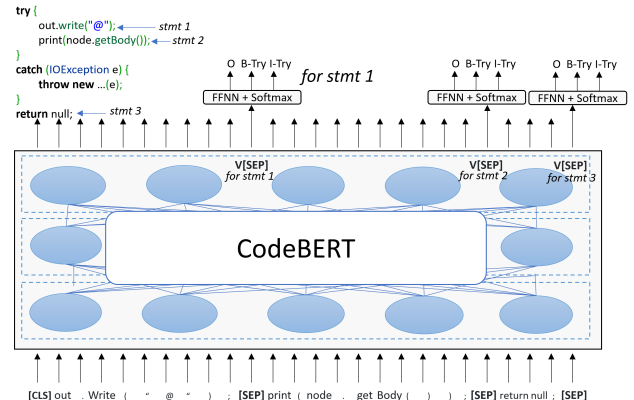 try {
out.write("@"); stmt 1
print(node.getBody()); stmt 2
}
catch (IOException e) {
throw new ...(e);
}
return null; stmt 3
O B-Try I-Try
FFNN + Softmax
for stmt 1
O B-Try I-Try
FFNN + Softmax
O B-Try I-Try
FFNN + Softmax
V[SEP]
for stmt 1
V[SEP]
for stmt 2
V[SEP]
for stmt 3
CodeBERT
[CLS] out . Write ( " @ " ) ; [SEP] print ( node . get Body ( ) ) ; [SEP] return null ; [SEP]